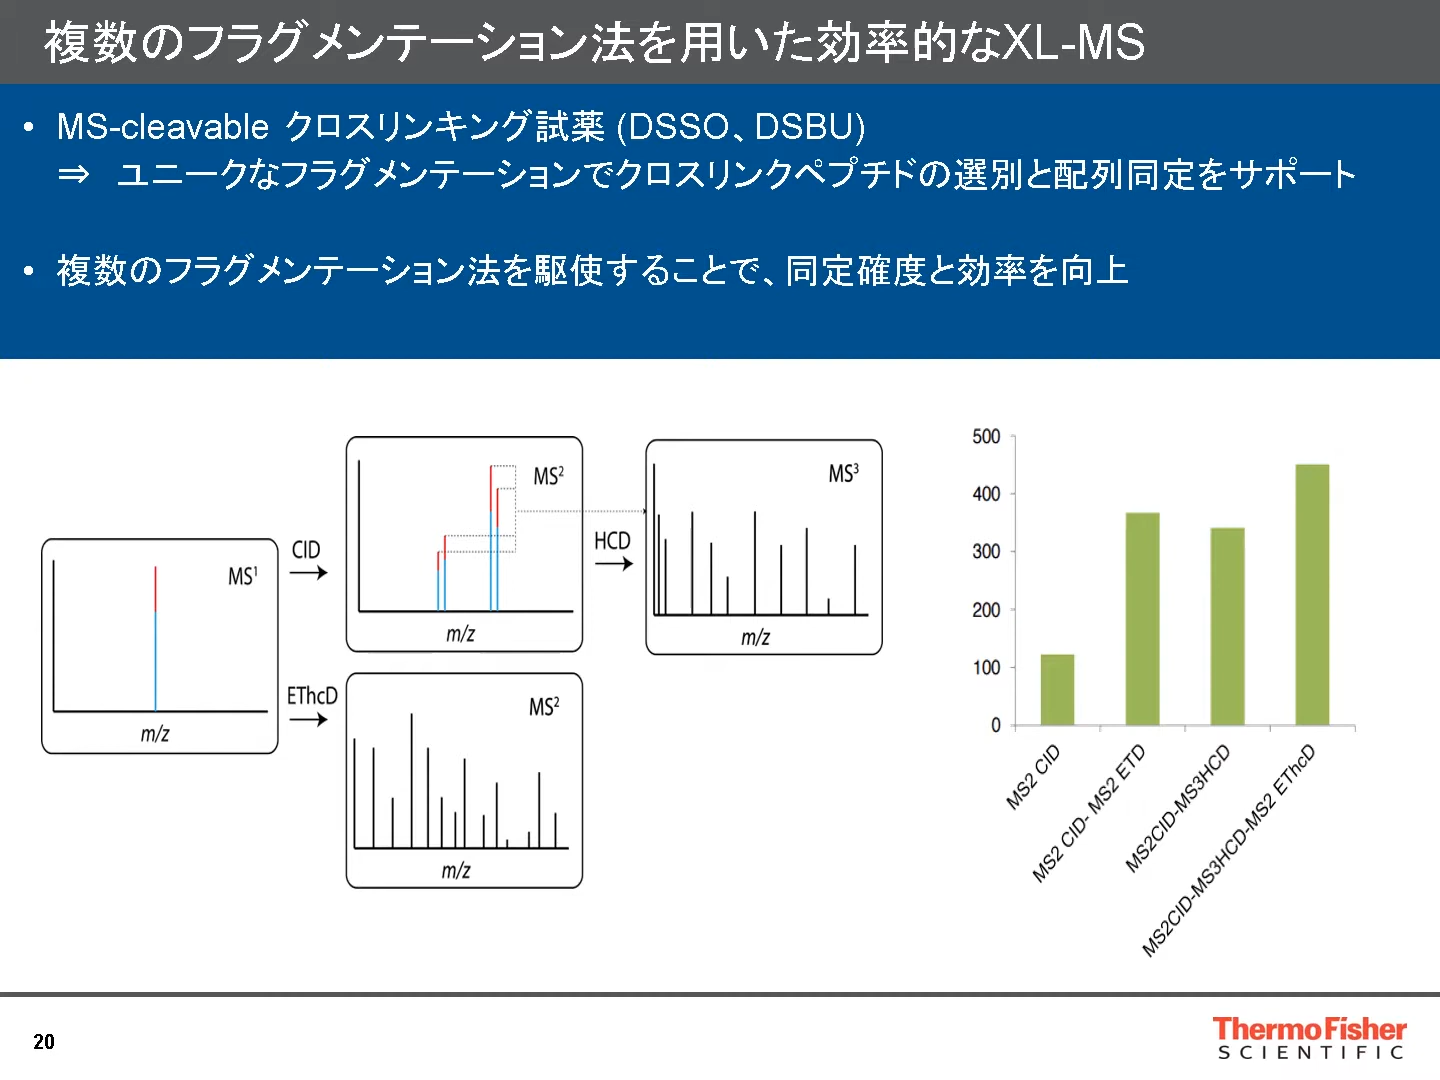 複数のフラグメンテーション法を用いた効率的なXL-MS
• MS-cleavable クロスリンキング試薬 (DSSO、DSBU)
⇒ ユニークなフラグメンテーションでクロスリンクペプチドの選別と配列同定をサポート
• 複数のフラグメンテーション法を駆使することで、同定確度と効率を向上
MS¹
m/z
CID
EThcD
MS²
m/z
HCD
MS³
m/z
MS²
m/z
500
400
300
200
100
0
MS2 CID
MS2 CID- MS2 ETD
MS2CID-MS3HCD
MS2CID-MS3HCD-MS2 EThcD
20
ThermoFisher
SCIENTIFIC